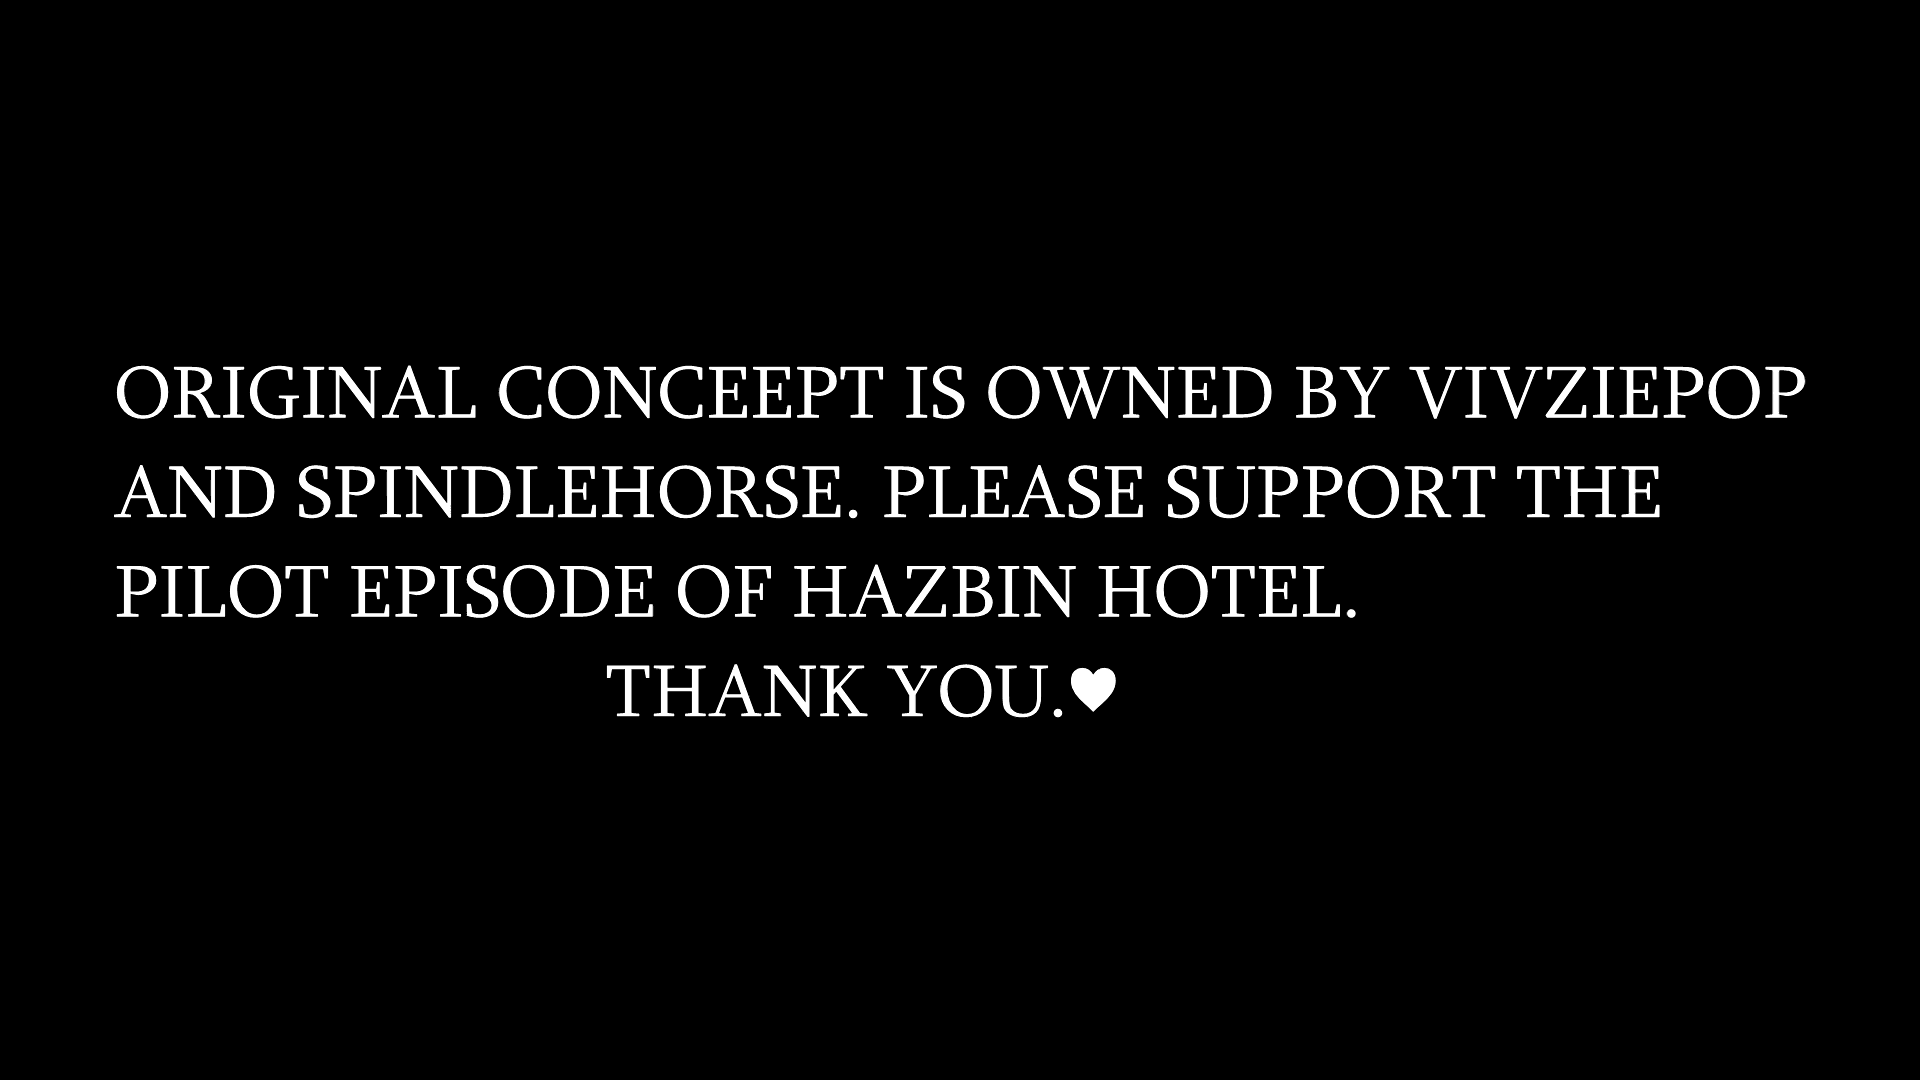 ORIGINAL CONCEEPT IS OWNED BY VIVZIEPOP
AND SPINDLEHORSE. PLEASE SUPPORT THE
PILOT EPISODE OF HAZBIN HOTEL.
THANK YOU.♥